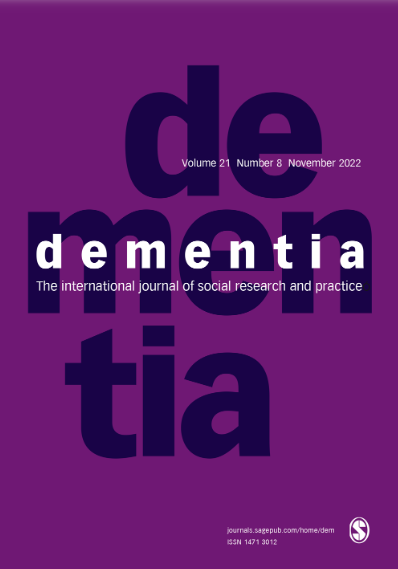 de
Volume 21 Number 8 November 2022
men
dementia
The international journal of social research and practice
tia
journals.sagepub.com/home/dem
ISSN 1471 3012
S